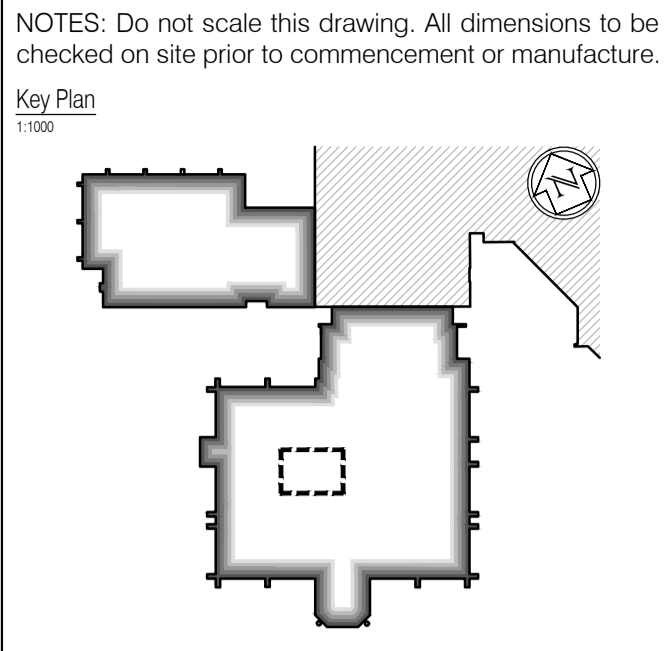 NOTES: Do not scale this drawing. All dimensions to be
checked on site prior to commencement or manufacture.
Key Plan
1:1000
N